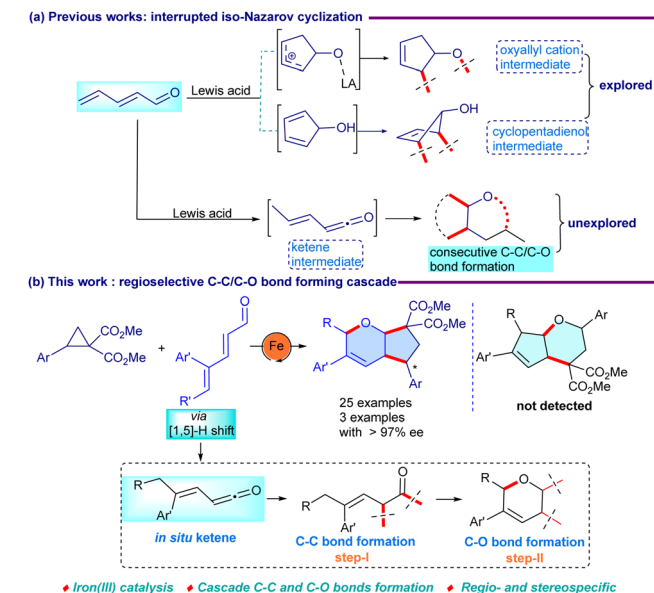 (a) Previous works: interrupted iso-Nazarov cyclization
O
Lewis acid
⊕
O
LA
O
oxyallyl cation
intermediate
explored
OH
OH
cyclopentadienol
intermediate
Lewis acid
O
ketene
intermediate
O
consecutive C-C/C-O
bond formation
unexplored
(b) This work : regioselective C-C/C-O bond forming cascade
Ar
CO₂Me
CO₂Me
+
O
Ar'
R'
via
[1,5]-H shift
Fe
R
O
CO₂Me
CO₂Me
Ar'
*
Ar
25 examples
3 examples
with > 97% ee
R
O
Ar
Ar'
CO₂Me
CO₂Me
not detected
R
O
Ar'
in situ ketene
R
O
Ar'
C-C bond formation
step-I
R
O
Ar'
C-O bond formation
step-II
♦ Iron(III) catalysis ♦ Cascade C-C and C-O bonds formation ♦ Regio- and stereospecific